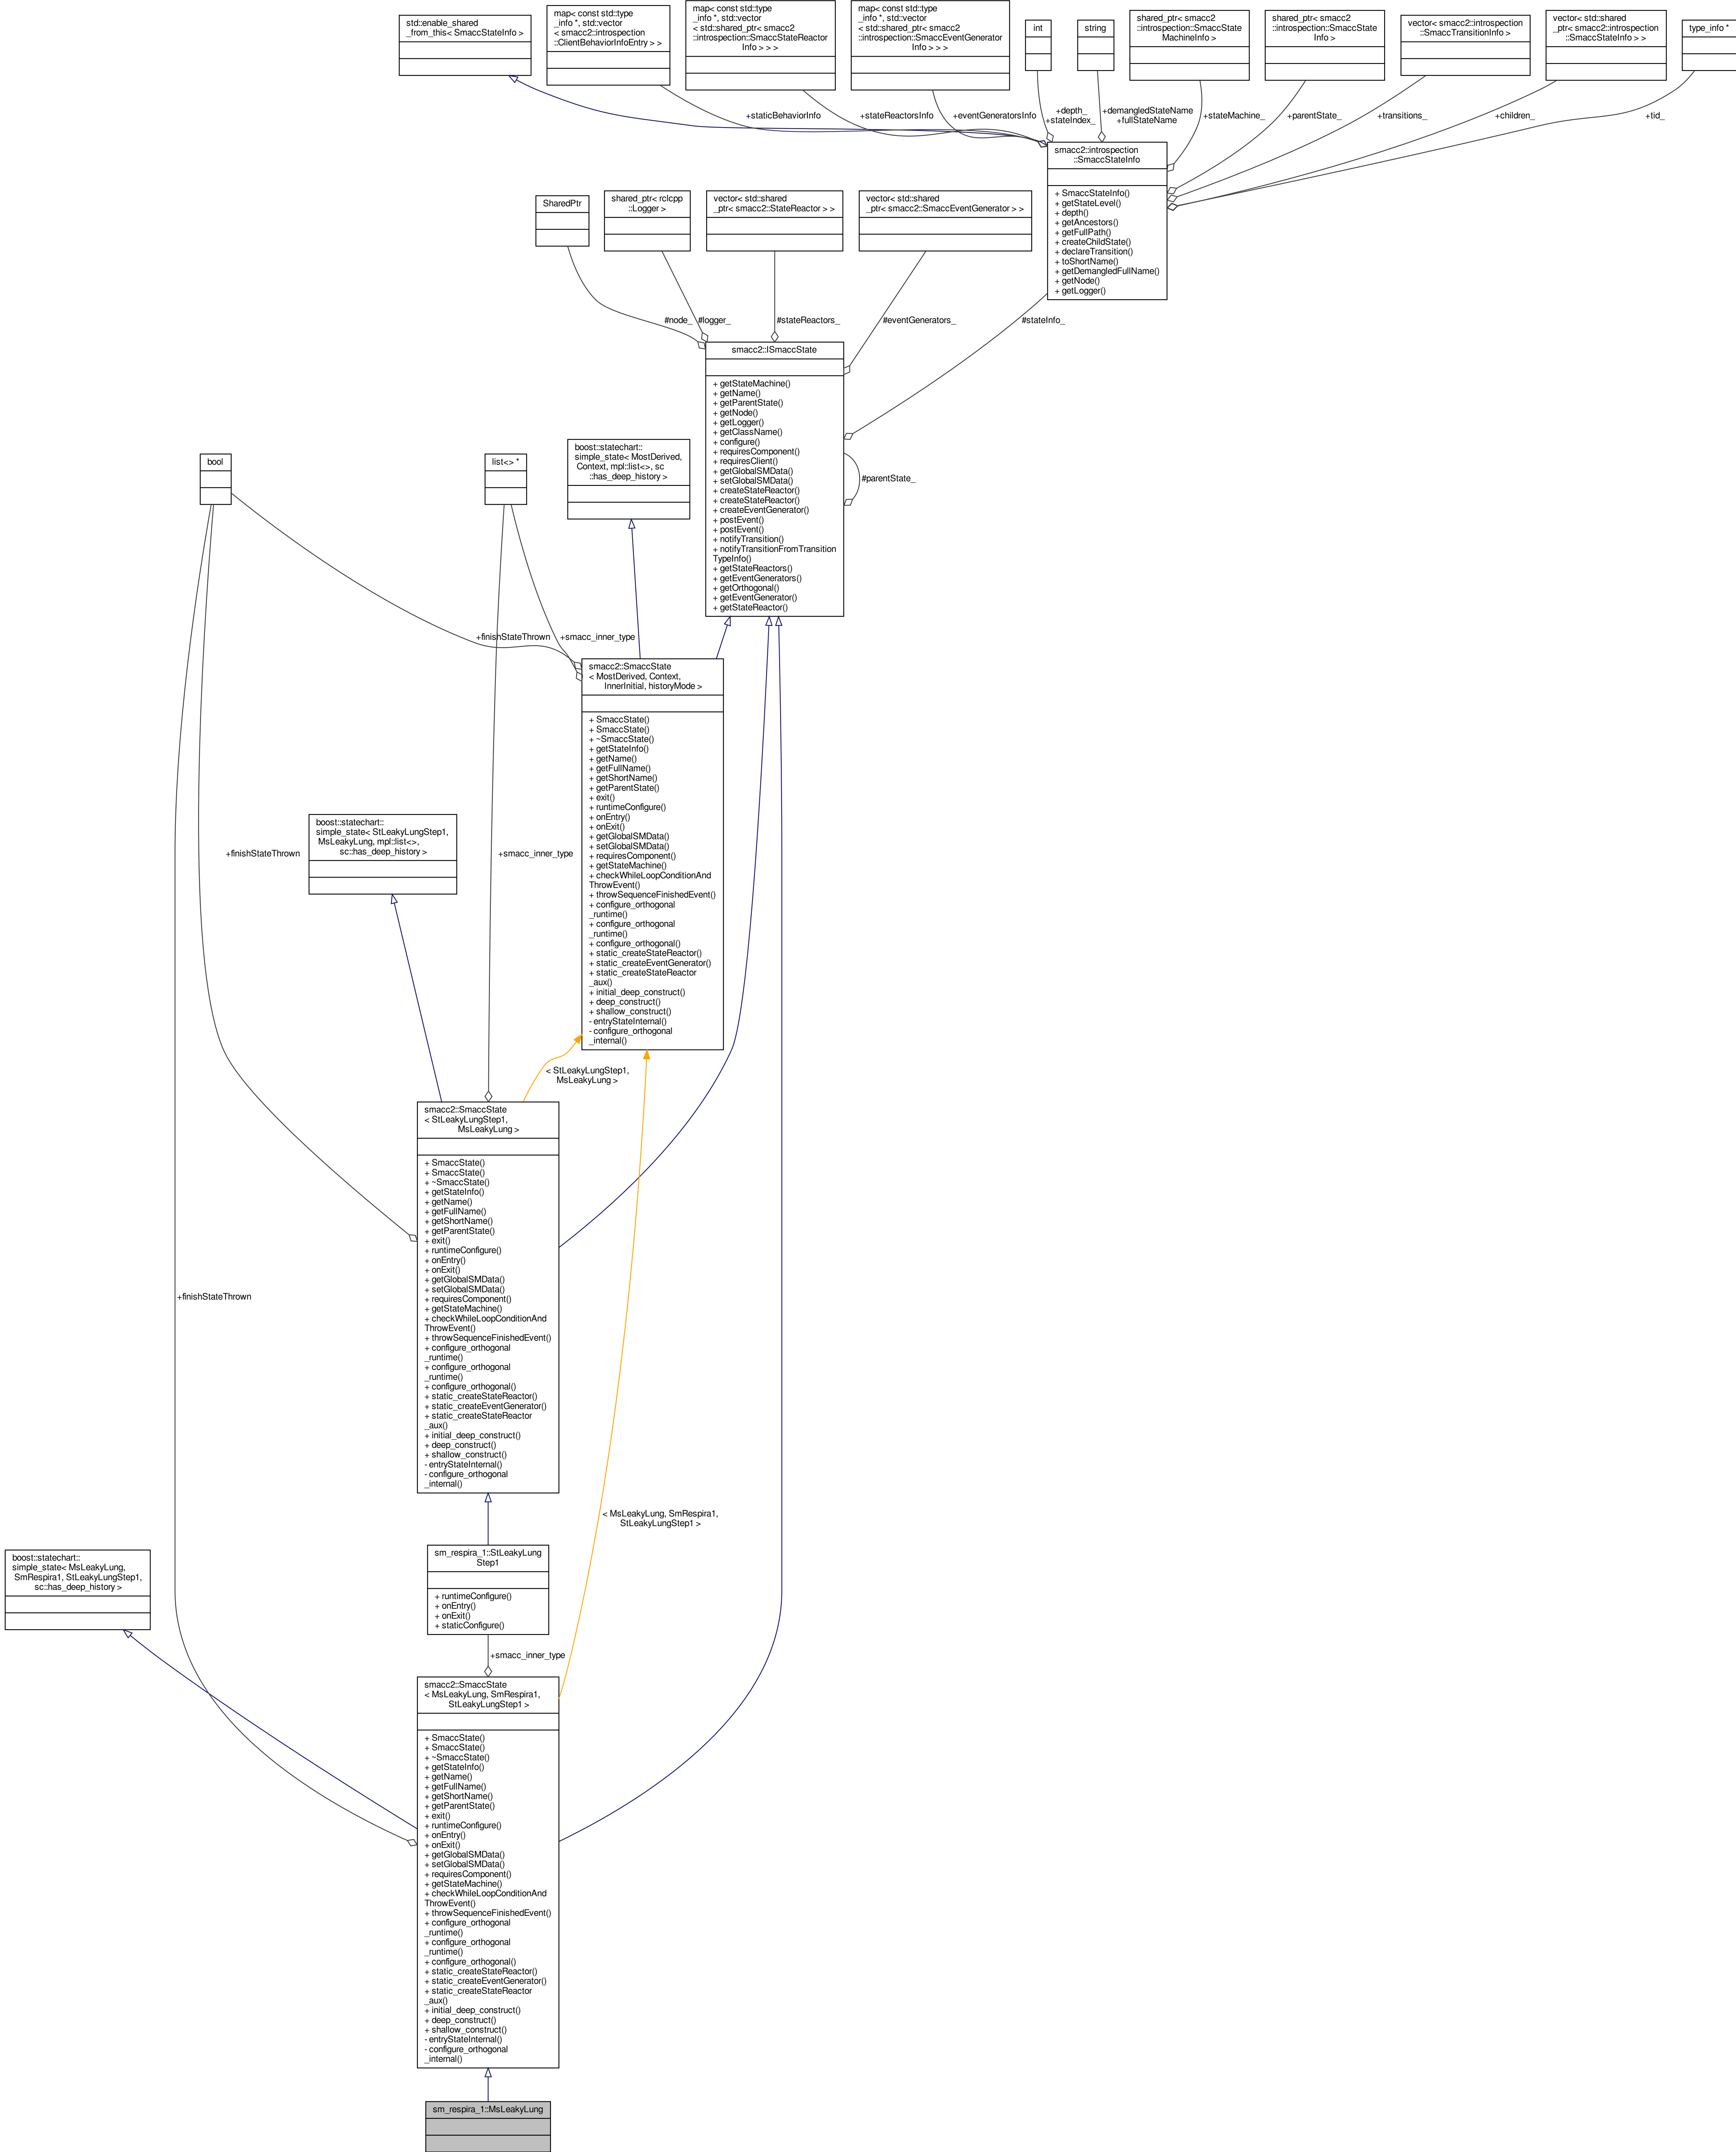 std::enable_shared
_from_this< SmaccStateInfo >
map< const std::type
_info *, std::vector
< smacc2::introspection
::ClientBehaviorInfoEntry > >
map< const std::type
_info *, std::vector
< std::shared_ptr< smacc2
::introspection::SmaccStateReactor
Info > > >
map< const std::type
_info *, std::vector
< std::shared_ptr< smacc2
::introspection::SmaccEventGenerator
Info > > >
int
string
shared_ptr< smacc2
::introspection::SmaccState
MachineInfo >
shared_ptr< smacc2
::introspection::SmaccState
Info >
vector< smacc2::introspection
::SmaccTransitionInfo >
vector< std::shared
_ptr< smacc2::introspection
::SmaccStateInfo > >
type_info *
+staticBehaviorInfo
+stateReactorsInfo
+eventGeneratorsInfo
+depth_
+stateIndex_
+demangledStateName
+fullStateName
+stateMachine_
+parentState_
+transitions_
+children_
+tid_
smacc2::introspection
::SmaccStateInfo
+ SmaccStateInfo()
+ getStateLevel()
+ depth()
+ getAncestors()
+ getFullPath()
+ createChildState()
+ declareTransition()
+ toShortName()
+ getDemangledFullName()
+ getNode()
+ getLogger()
SharedPtr
shared_ptr< rclcpp
::Logger >
vector< std::shared
_ptr< smacc2::StateReactor > >
vector< std::shared
_ptr< smacc2::SmaccEventGenerator > >
#node_
#logger_
#stateReactors_
#eventGenerators_
#stateInfo_
smacc2::ISmaccState
+ getStateMachine()
+ getName()
+ getParentState()
+ getNode()
+ getLogger()
+ getClassName()
+ configure()
+ requiresComponent()
+ requiresClient()
+ getGlobalSMData()
+ setGlobalSMData()
+ createStateReactor()
+ createStateReactor()
+ createEventGenerator()
+ postEvent()
+ postEvent()
+ notifyTransition()
+ notifyTransitionFromTransition
TypeInfo()
+ getStateReactors()
+ getEventGenerators()
+ getOrthogonal()
+ getEventGenerator()
+ getStateReactor()
#parentState_
bool
list<> *
boost::statechart::
simple_state< MostDerived,
Context, mpl::list<>, sc
::has_deep_history >
+finishStateThrown
+smacc_inner_type
smacc2::SmaccState
< MostDerived, Context,
InnerInitial, historyMode >
+ SmaccState()
+ SmaccState()
+ ~SmaccState()
+ getStateInfo()
+ getName()
+ getFullName()
+ getShortName()
+ getParentState()
+ exit()
+ runtimeConfigure()
+ onEntry()
+ onExit()
+ getGlobalSMData()
+ setGlobalSMData()
+ requiresComponent()
+ getStateMachine()
+ checkWhileLoopConditionAnd
ThrowEvent()
+ throwSequenceFinishedEvent()
+ configure_orthogonal
_runtime()
+ configure_orthogonal
_runtime()
+ configure_orthogonal()
+ static_createStateReactor()
+ static_createEventGenerator()
+ static_createStateReactor
_aux()
+ initial_deep_construct()
+ deep_construct()
+ shallow_construct()
- entryStateInternal()
- configure_orthogonal
_internal()
boost::statechart::
simple_state< StLeakyLungStep1,
MsLeakyLung, mpl::list<>,
sc::has_deep_history >
+finishStateThrown
+smacc_inner_type
< StLeakyLungStep1,
MsLeakyLung >
smacc2::SmaccState
< StLeakyLungStep1,
MsLeakyLung >
+ SmaccState()
+ SmaccState()
+ ~SmaccState()
+ getStateInfo()
+ getName()
+ getFullName()
+ getShortName()
+ getParentState()
+ exit()
+ runtimeConfigure()
+ onEntry()
+ onExit()
+ getGlobalSMData()
+ setGlobalSMData()
+ requiresComponent()
+ getStateMachine()
+ checkWhileLoopConditionAnd
ThrowEvent()
+ throwSequenceFinishedEvent()
+ configure_orthogonal
_runtime()
+ configure_orthogonal
_runtime()
+ configure_orthogonal()
+ static_createStateReactor()
+ static_createEventGenerator()
+ static_createStateReactor
_aux()
+ initial_deep_construct()
+ deep_construct()
+ shallow_construct()
- entryStateInternal()
- configure_orthogonal
_internal()
+finishStateThrown
< MsLeakyLung, SmRespira1,
StLeakyLungStep1 >
boost::statechart::
simple_state< MsLeakyLung,
SmRespira1, StLeakyLungStep1,
sc::has_deep_history >
sm_respira_1::StLeakyLung
Step1
+ runtimeConfigure()
+ onEntry()
+ onExit()
+ staticConfigure()
+smacc_inner_type
smacc2::SmaccState
< MsLeakyLung, SmRespira1,
StLeakyLungStep1 >
+ SmaccState()
+ SmaccState()
+ ~SmaccState()
+ getStateInfo()
+ getName()
+ getFullName()
+ getShortName()
+ getParentState()
+ exit()
+ runtimeConfigure()
+ onEntry()
+ onExit()
+ getGlobalSMData()
+ setGlobalSMData()
+ requiresComponent()
+ getStateMachine()
+ checkWhileLoopConditionAnd
ThrowEvent()
+ throwSequenceFinishedEvent()
+ configure_orthogonal
_runtime()
+ configure_orthogonal
_runtime()
+ configure_orthogonal()
+ static_createStateReactor()
+ static_createEventGenerator()
+ static_createStateReactor
_aux()
+ initial_deep_construct()
+ deep_construct()
+ shallow_construct()
- entryStateInternal()
- configure_orthogonal
_internal()
sm_respira_1::MsLeakyLung